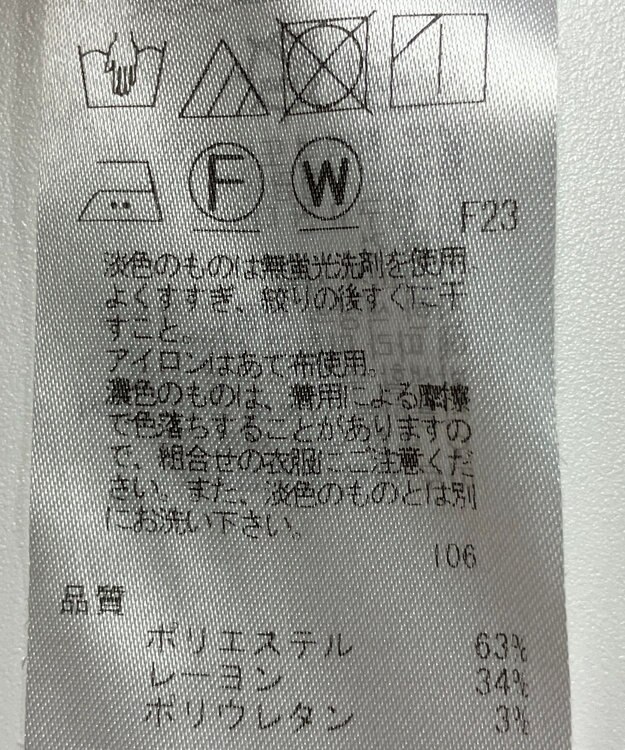 F
W
F23
淡色のものは無蛍光洗剤を使用
よくすすぎ、絞りの後すぐに干
すこと。
アイロンはあて布使用。
濃色のものは、着用による摩擦
で色落ちすることがありますの
で、組合せの衣服にご注意くだ
さい。また、淡色のものとは別
にお洗い下さい。
106
品質
ポリエステル 63%
レーヨン 34%
ポリウレタン 3%